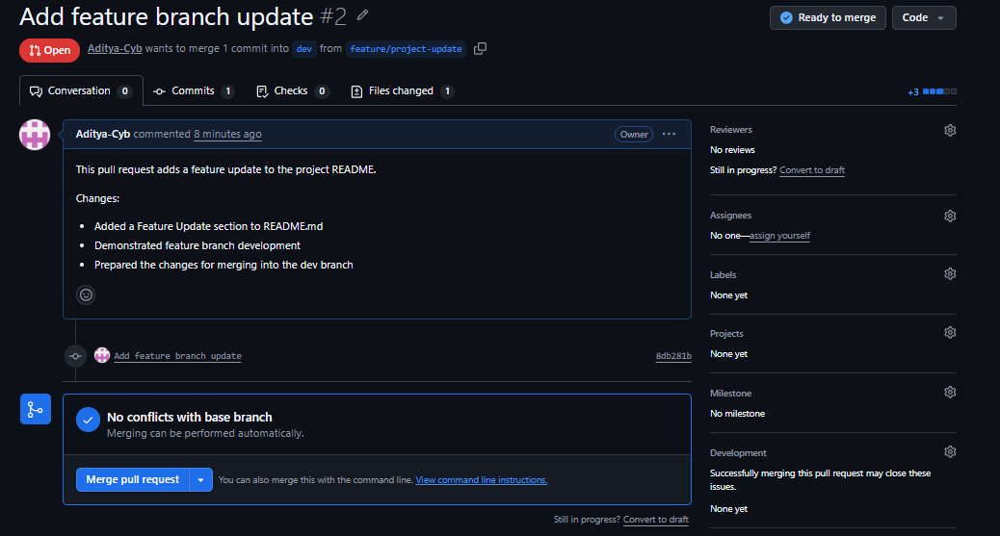 Add feature branch update #2
Ready to merge
Code
Open
Aditya-Cyb wants to merge 1 commit into dev from feature/project-update
Conversation 0
Commits 1
Checks 0
Files changed 1
+3
Aditya-Cyb commented 8 minutes ago
Owner
This pull request adds a feature update to the project README.
Changes:
Added a Feature Update section to README.md
Demonstrated feature branch development
Prepared the changes for merging into the dev branch
Add feature branch update
8db281b
No conflicts with base branch
Merging can be performed automatically.
Merge pull request
You can also merge this with the command line. View command line instructions.
Still in progress? Convert to draft
Reviewers
No reviews
Still in progress? Convert to draft
Assignees
No one—assign yourself
Labels
None yet
Projects
None yet
Milestone
No milestone
Development
Successfully merging this pull request may close these
issues.
None yet